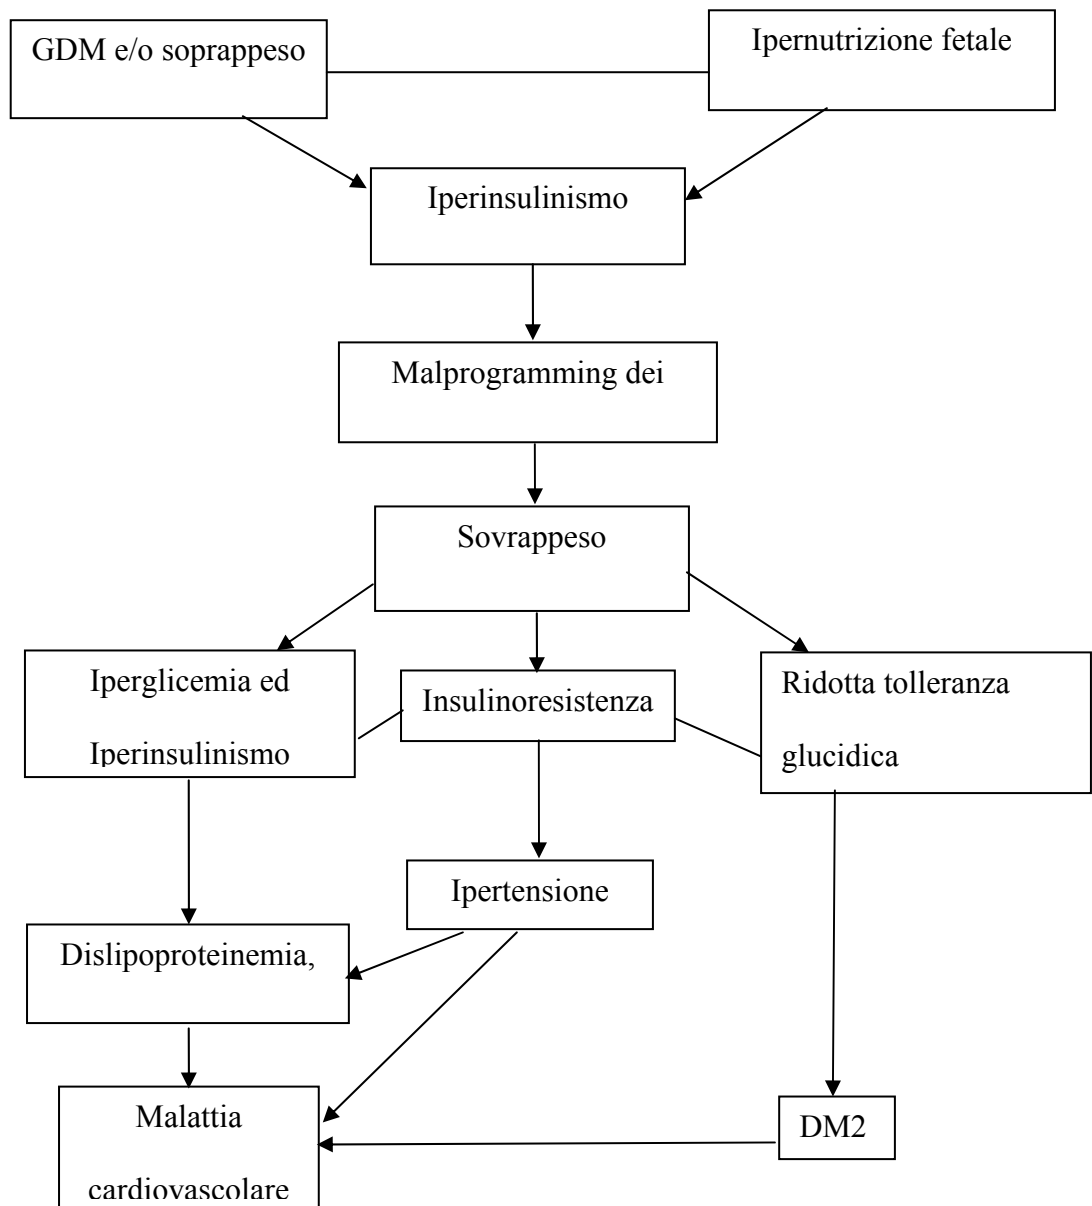 GDM e/o soprappeso
Ipernutrizione fetale
Iperinsulinismo
Malprogramming dei
Sovrappeso
Iperglicemia ed
Iperinsulinismo
Insulinoresistenza
Ridotta tolleranza
glucidica
Ipertensione
Dislipoproteinemia,
Malattia
cardiovascolare
DM2